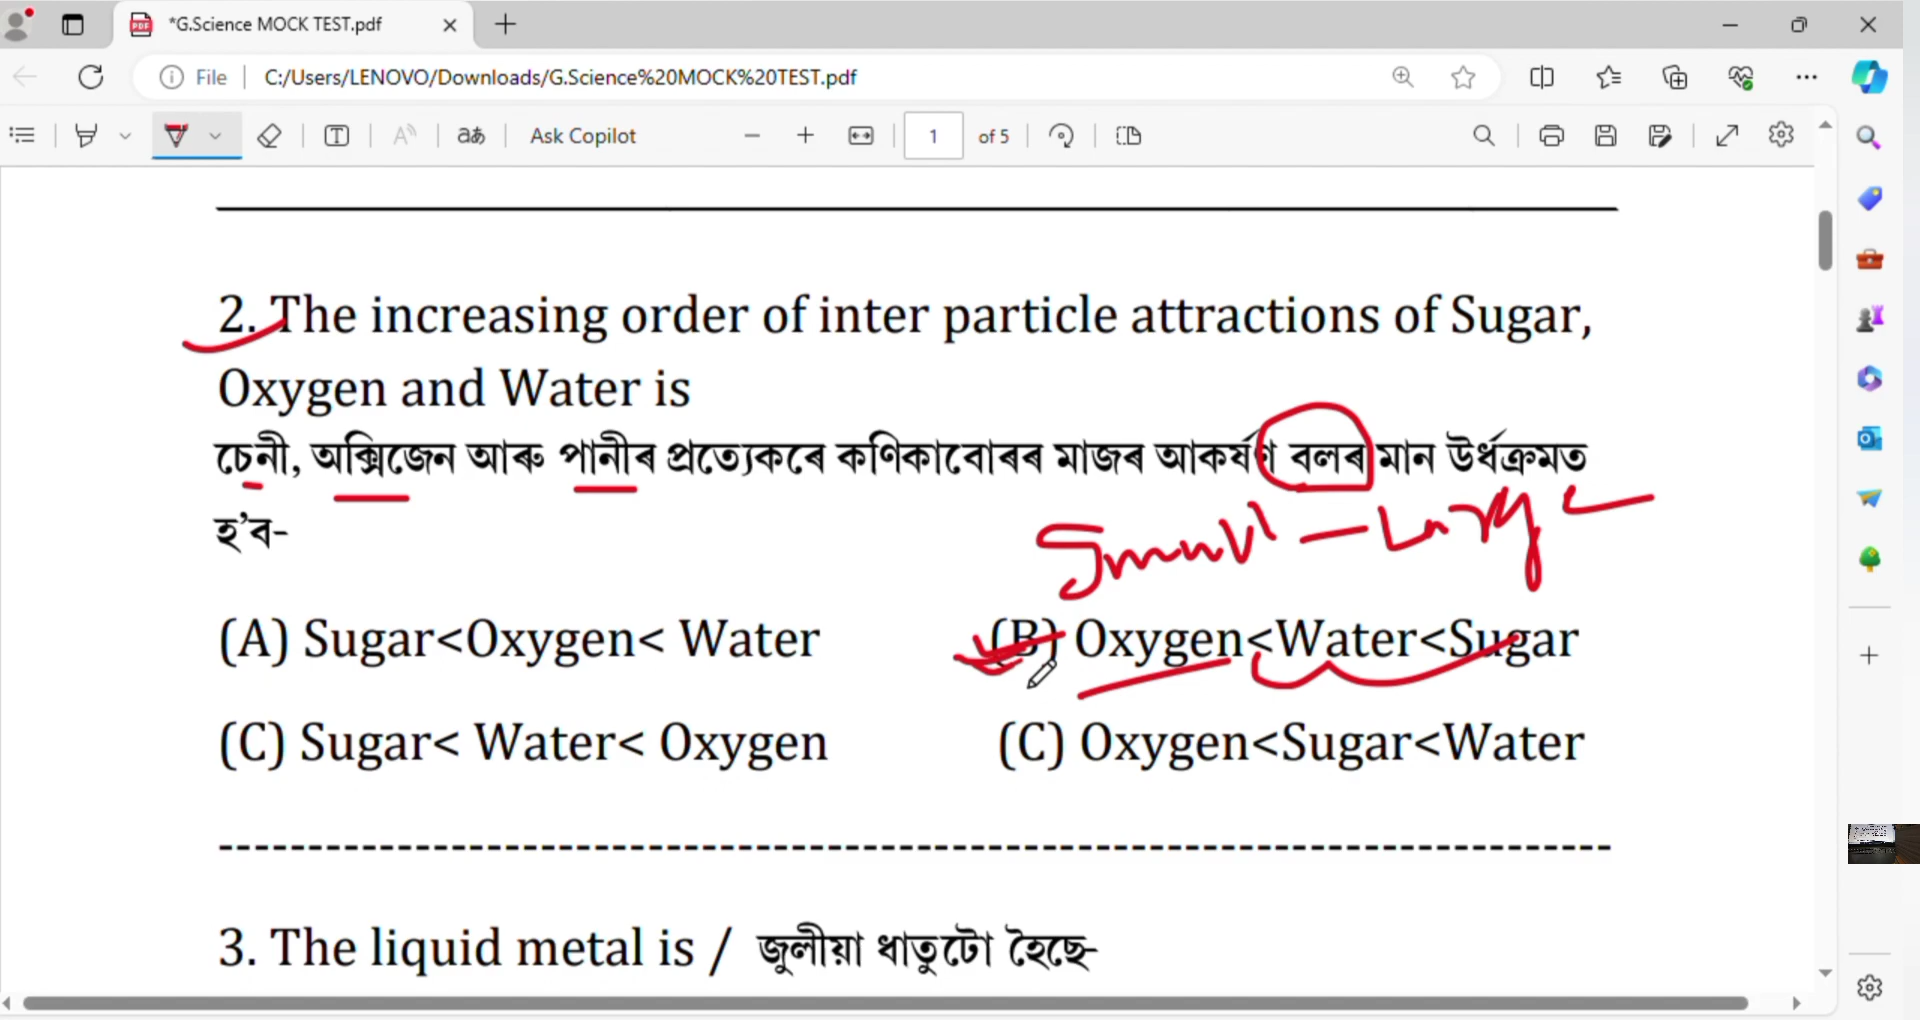 *G.Science MOCK TEST.pdf
File
C:/Users/LENOVO/Downloads/G.Science%20MOCK%20TEST.pdf
Ask Copilot
1
of 5
2. The increasing order of inter particle attractions of Sugar,
Oxygen and Water is
চেনী, অক্সিজেন আৰু পানীৰ প্ৰত্যেকৰে কণিকাবোৰৰ মাজৰ আকৰ্ষণ বলৰ মান উৰ্ধক্ৰমত
হ’ব-
Small - Large
(A) Sugar<Oxygen< Water
(B) Oxygen<Water<Sugar
(C) Sugar< Water< Oxygen
(C) Oxygen<Sugar<Water
3. The liquid metal is / জুলীয়া ধাতুটো হৈছে-